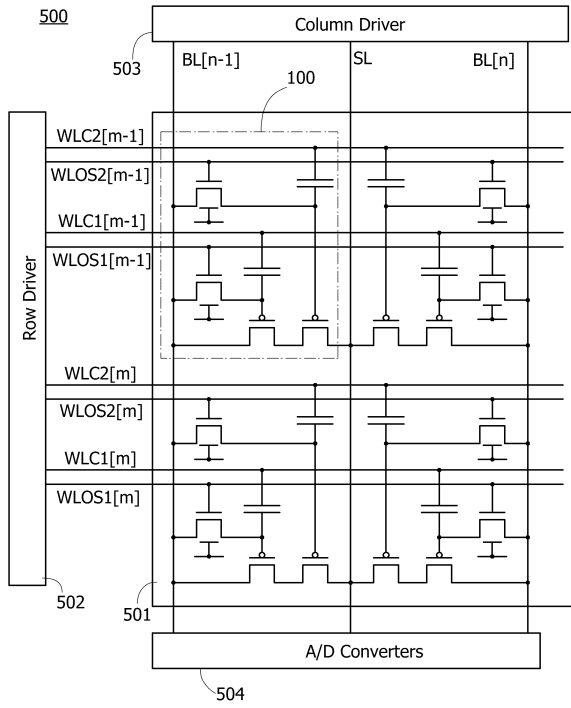 500
Column Driver
503
BL[n-1]
SL
BL[n]
100
WLC2[m-1]
WLOS2[m-1]
WLC1[m-1]
WLOS1[m-1]
Row Driver
WLC2[m]
WLOS2[m]
WLC1[m]
WLOS1[m]
502
501
A/D Converters
504